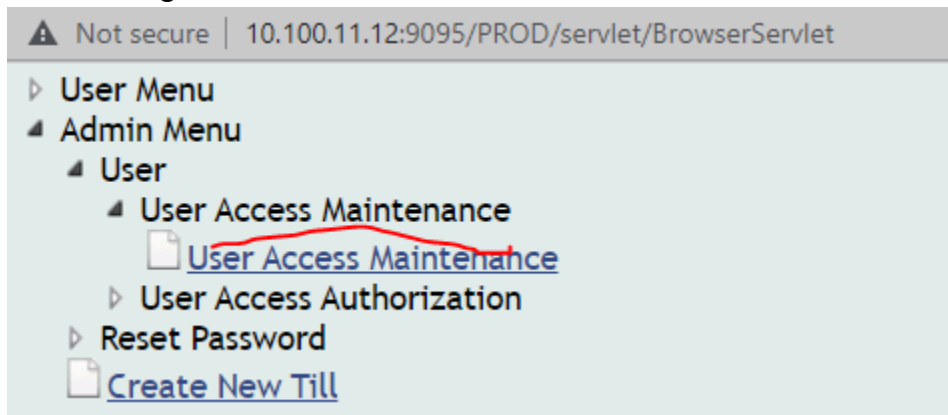 Not secure | 10.100.11.12:9095/PROD/servlet/BrowserServlet
User Menu
Admin Menu
User
User Access Maintenance
User Access Maintenance
User Access Authorization
Reset Password
Create New Till